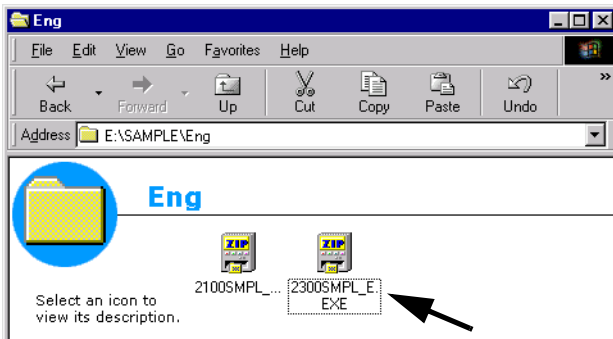 Eng
File Edit View Go Favorites Help
Back Forward Up Cut Copy Paste Undo »
Address E:\SAMPLE\Eng
Eng
ZIP ZIP
2100SMPL_... 2300SMPL_E.
EXE
Select an icon to
view its description.